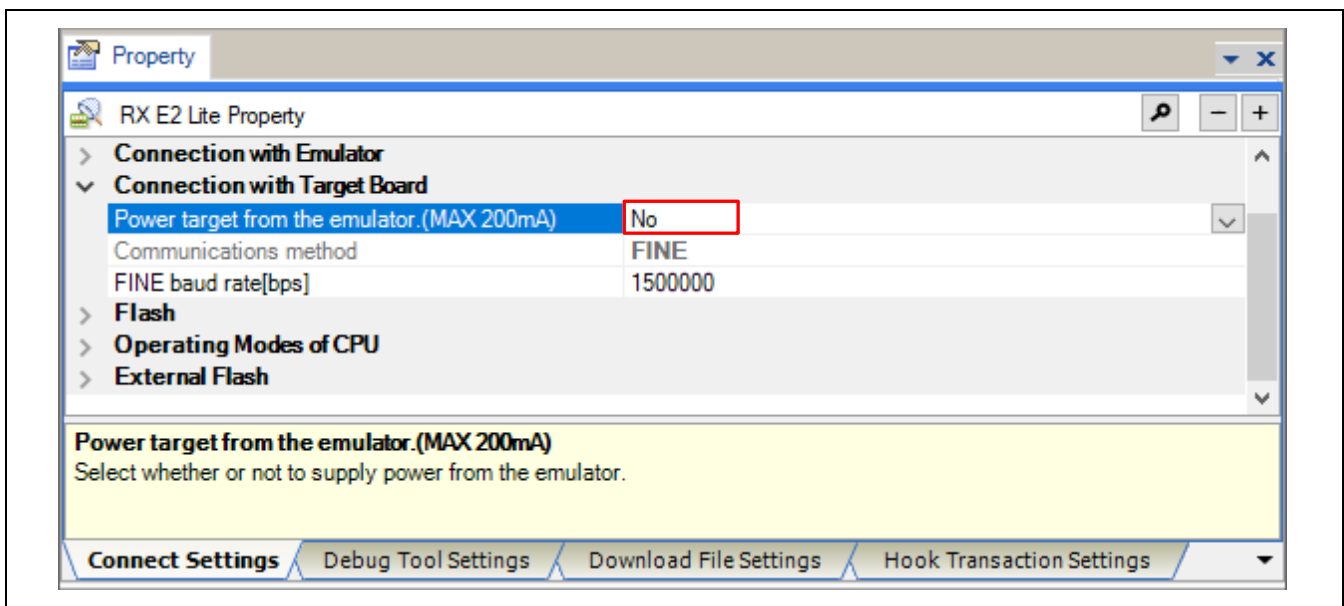 Property
RX E2 Lite Property
Connection with Emulator
Connection with Target Board
Power target from the emulator.(MAX 200mA) No
Communications method FINE
FINE baud rate[bps] 1500000
Flash
Operating Modes of CPU
External Flash
Power target from the emulator.(MAX 200mA)
Select whether or not to supply power from the emulator.
Connect Settings Debug Tool Settings Download File Settings Hook Transaction Settings